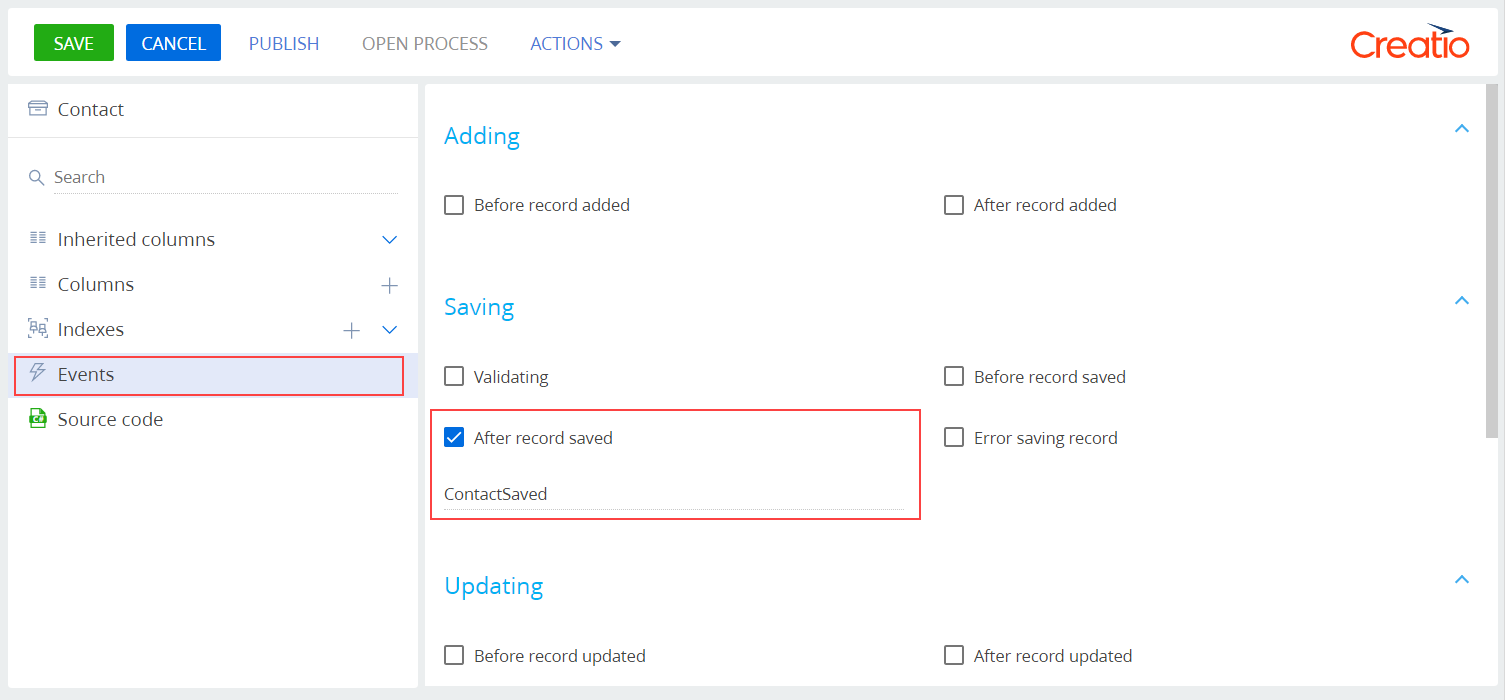 SAVE CANCEL PUBLISH OPEN PROCESS ACTIONS Creatio
Contact
Search
Inherited columns
Columns
Indexes
Events
Source code
Adding
Before record added After record added
Saving
Validating Before record saved
After record saved Error saving record
ContactSaved
Updating
Before record updated After record updated